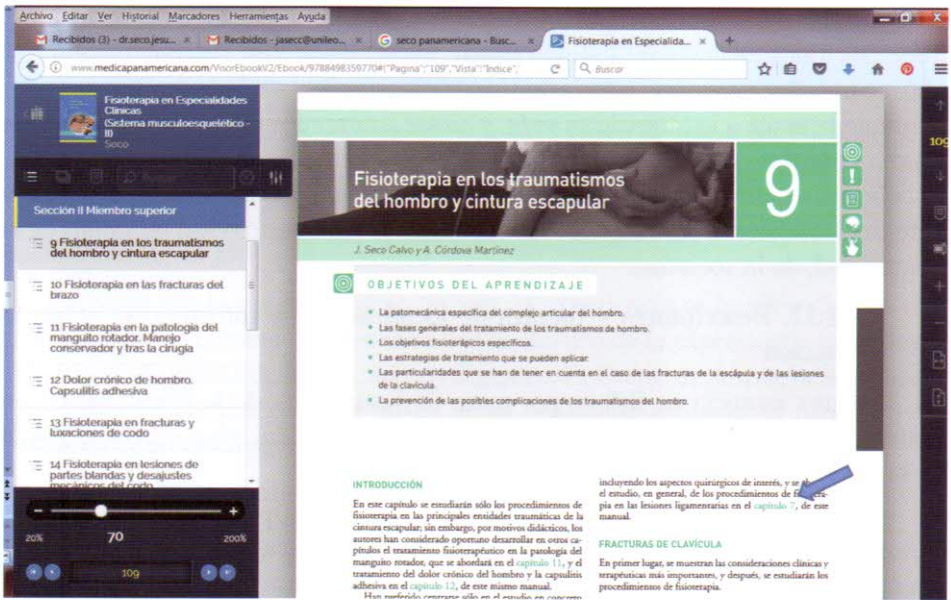 Archivo Editar Ver Historial Marcadores Herramientas Ayuda
Recibidos (3) - dr.seco.jesu...
Recibidos - jasecc@unileo...
seco panamericana - Busc...
Fisioterapia en Especialida...
www.medicapanamericana.com/VisorEbookV2/Ebook/9788498359770#{"Pagina":"109","Vista":"Indice",
Buscar
Fisioterapia en Especialidades
Clínicas
(Sistema musculoesquelético -
II)
Seco
Sección II Miembro superior
9 Fisioterapia en los traumatismos
del hombro y cintura escapular
10 Fisioterapia en las fracturas del
brazo
11 Fisioterapia en la patología del
manguito rotador. Manejo
conservador y tras la cirugía
12 Dolor crónico de hombro.
Capsulitis adhesiva
13 Fisioterapia en fracturas y
luxaciones de codo
14 Fisioterapia en lesiones de
partes blandas y desajustes
mecánicos del codo
20%
70
200%
109
Fisioterapia en los traumatismos
del hombro y cintura escapular
9
J. Seco Calvo y A. Córdova Martínez
OBJETIVOS DEL APRENDIZAJE
La patomecánica específica del complejo articular del hombro.
Las fases generales del tratamiento de los traumatismos de hombro.
Los objetivos fisioterápicos específicos.
Las estrategias de tratamiento que se pueden aplicar.
Las particularidades que se han de tener en cuenta en el caso de las fracturas de la escápula y de las lesiones
de la clavícula.
La prevención de las posibles complicaciones de los traumatismos del hombro.
INTRODUCCIÓN
En este capítulo se estudiarán sólo los procedimientos de
fisioterapia en las principales entidades traumáticas de la
cintura escapular; sin embargo, por motivos didácticos, los
autores han considerado oportuno desarrollar en otros ca-
pítulos el tratamiento fisioterapéutico en la patología del
manguito rotador, que se abordará en el capítulo 11, y el
tratamiento del dolor crónico del hombro y la capsulitis
adhesiva en el capítulo 12, de este mismo manual.
Han preferido centrarse sólo en el estudio en concreto
incluyendo los aspectos quirúrgicos de interés, y se
el estudio, en general, de los procedimientos de
pia en las lesiones ligamentarias en el capítulo 7, de este
manual.
FRACTURAS DE CLAVÍCULA
En primer lugar, se muestran las consideraciones clínicas y
terapéuticas más importantes, y después, se estudiarán los
procedimientos de fisioterapia.
109